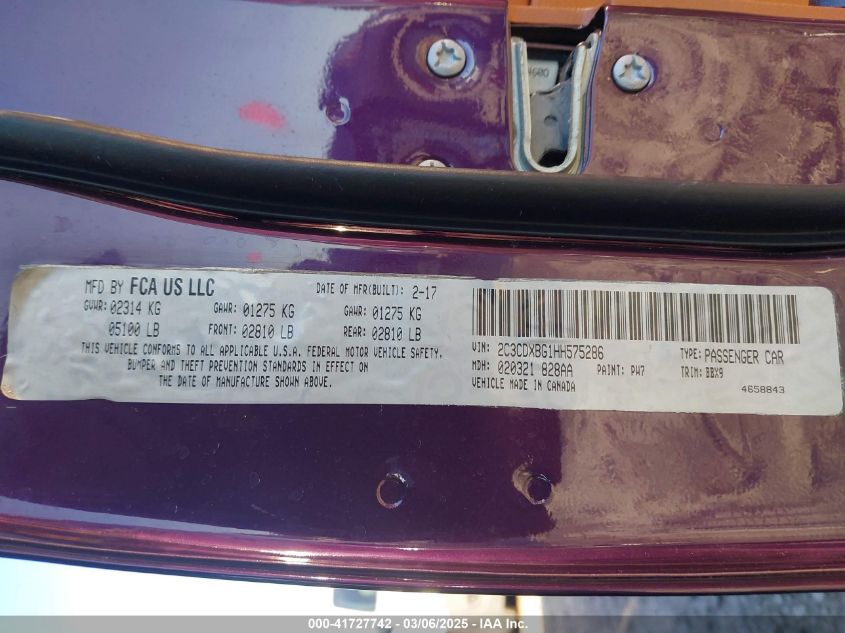 4680
MFD BY FCA US LLC DATE OF MFR(BUILT): 2-17
GVWR: 02314 KG GAWR: 01275 KG GAWR: 01275 KG
05100 LB FRONT: 02810 LB REAR: 02810 LB
THIS VEHICLE CONFORMS TO ALL APPLICABLE U.S.A. FEDERAL MOTOR VEHICLE SAFETY,
BUMPER AND THEFT PREVENTION STANDARDS IN EFFECT ON
THE DATE OF MANUFACTURE SHOWN ABOVE.
VIN: 2C3CDXBG1HH575286 TYPE: PASSENGER CAR
MDH: 020321 828AA PAINT: PW7 TRIM: BBX9
VEHICLE MADE IN CANADA 4658843
000-41727742 - 03/06/2025 - IAA Inc.